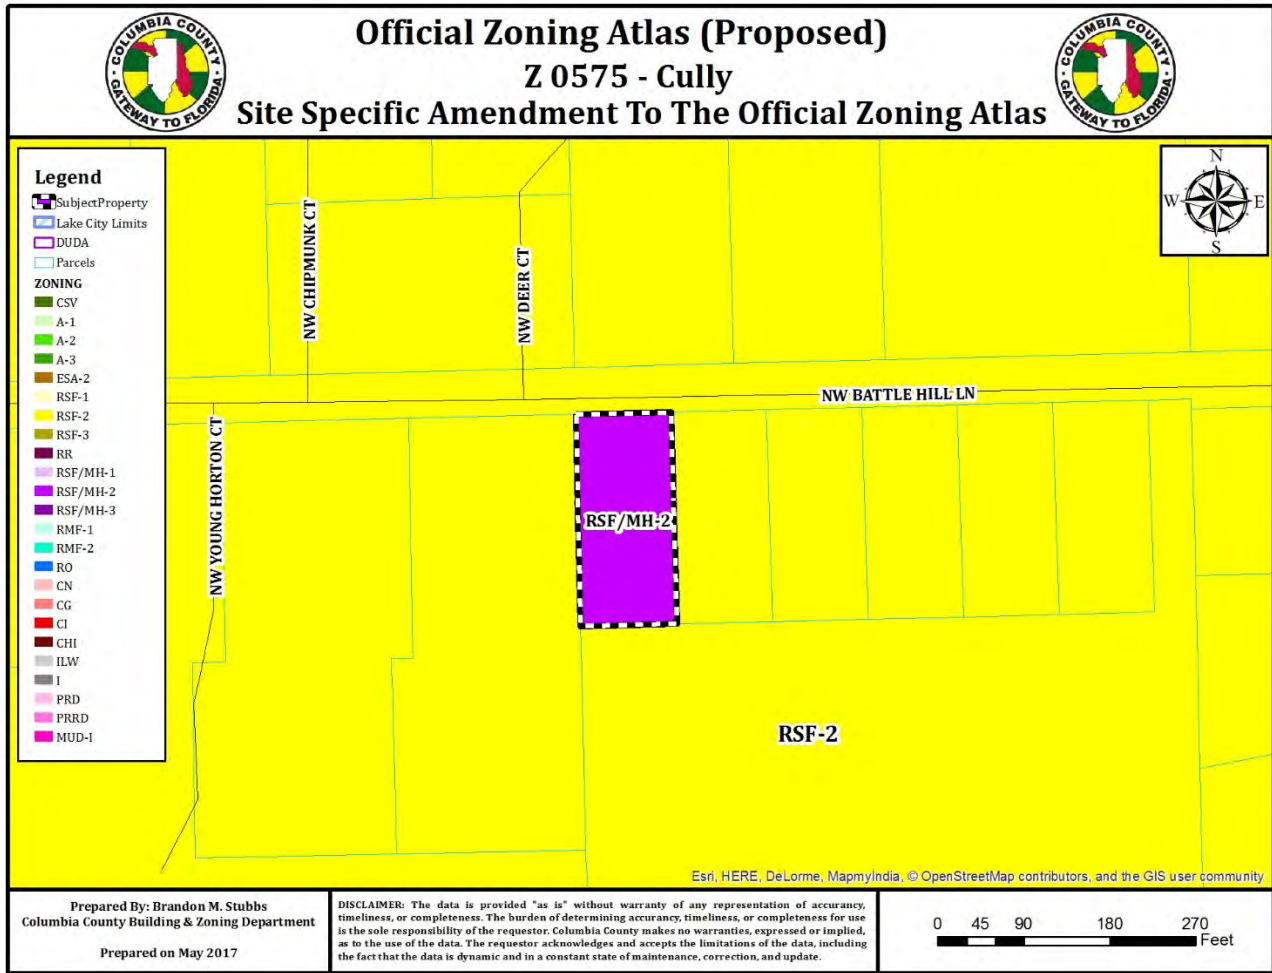 Official Zoning Atlas (Proposed)
Z 0575 - Cully
Site Specific Amendment To The Official Zoning Atlas
COLUMBIA COUNTY
GATEWAY TO FLORIDA
COLUMBIA COUNTY
GATEWAY TO FLORIDA
Legend
SubjectProperty
Lake City Limits
DUDA
Parcels
ZONING
CSV
A-1
A-2
A-3
ESA-2
RSF-1
RSF-2
RSF-3
RR
RSF/MH-1
RSF/MH-2
RSF/MH-3
RMF-1
RMF-2
RO
CN
CG
CI
CHI
ILW
I
PRD
PRRD
MUD-I
N
W
E
S
NW CHIPMUNK CT
NW DEER CT
NW BATTLE HILL LN
NW YOUNG HORTON CT
RSF/MH-2
RSF-2
Esri, HERE, DeLorme, MapmyIndia, © OpenStreetMap contributors, and the GIS user community
Prepared By: Brandon M. Stubbs
Columbia County Building & Zoning Department
Prepared on May 2017
DISCLAIMER: The data is provided "as is" without warranty of any representation of accuracy,
timeliness, or completeness. The burden of determining accuracy, timeliness, or completeness for use
is the sole responsibility of the requestor. Columbia County makes no warranties, expressed or implied,
as to the use of the data. The requestor acknowledges and accepts the limitations of the data, including
the fact that the data is dynamic and in a constant state of maintenance, correction, and update.
0 45 90 180 270
Feet